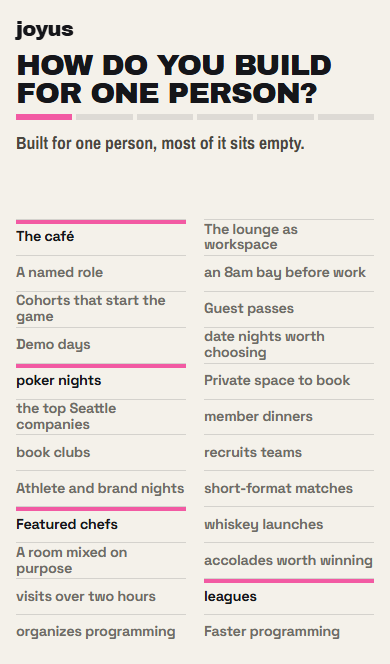 joyus
HOW DO YOU BUILD
FOR ONE PERSON?
Built for one person, most of it sits empty.
The café
A named role
Cohorts that start the
game
Demo days
poker nights
the top Seattle
companies
book clubs
Athlete and brand nights
Featured chefs
A room mixed on
purpose
visits over two hours
organizes programming
The lounge as
workspace
an 8am bay before work
Guest passes
date nights worth
choosing
Private space to book
member dinners
recruits teams
short-format matches
whiskey launches
accolades worth winning
leagues
Faster programming